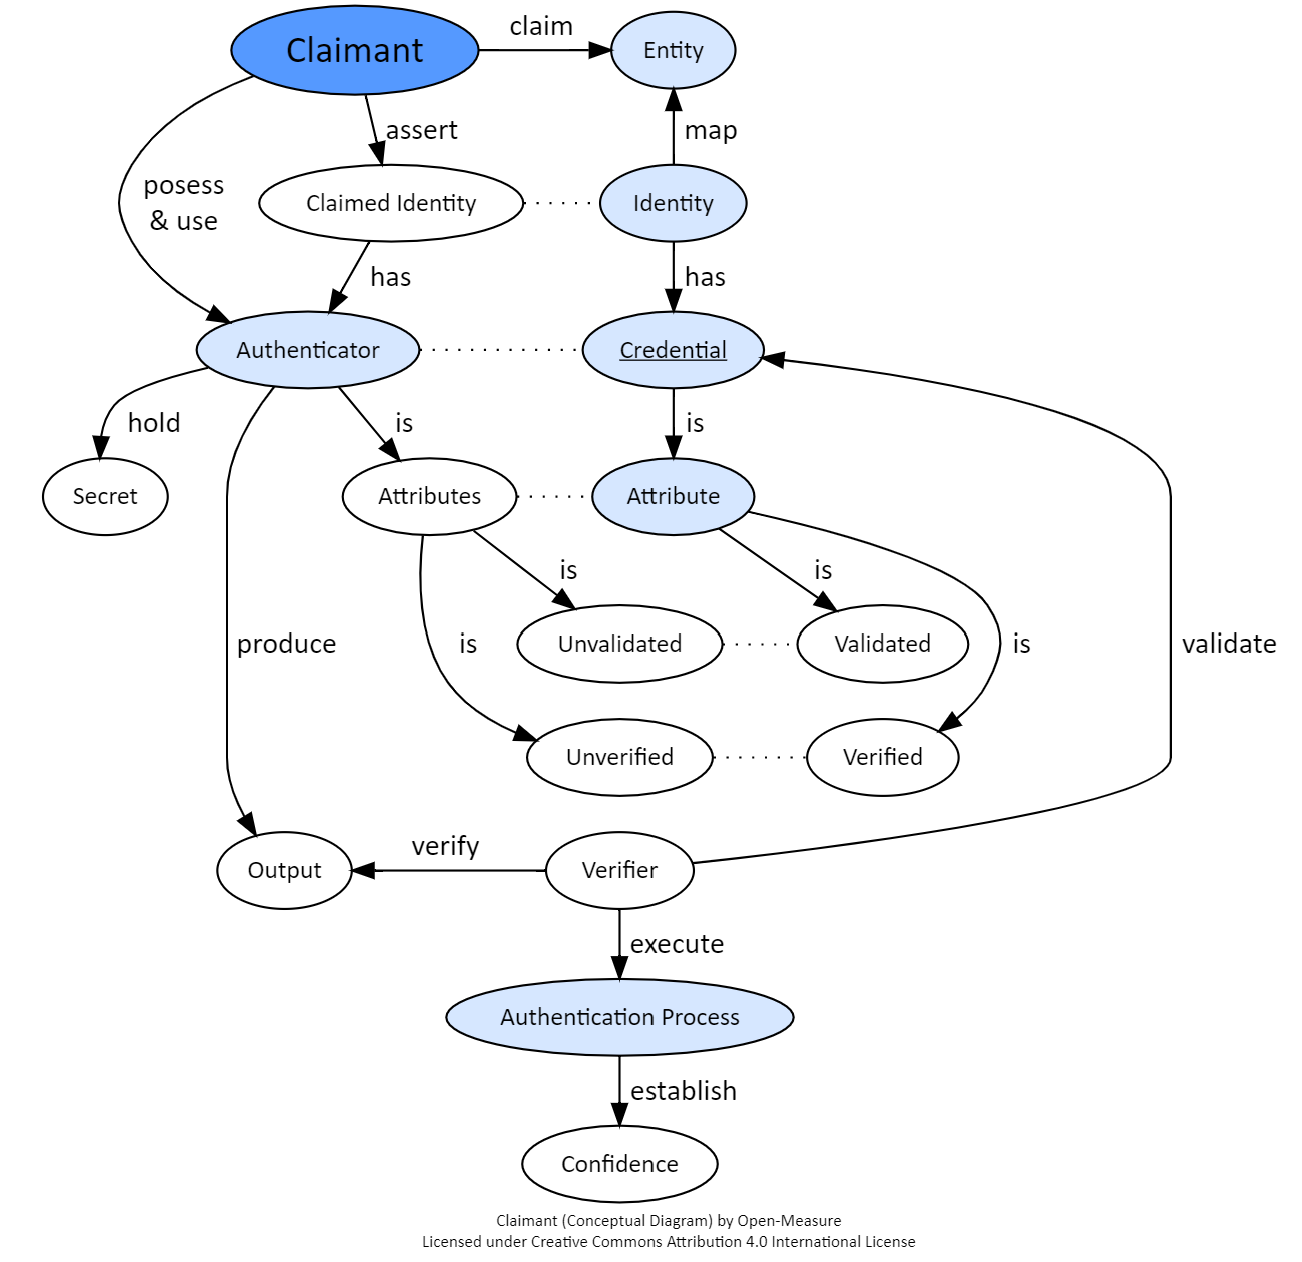 claim
Claimant
Entity
assert
map
posess
& use
Claimed Identity
Identity
has
has
Authenticator
Credential
hold
is
is
Secret
Attributes
Attribute
is
is
produce
is
Unvalidated
Validated
is
validate
Unverified
Verified
verify
Output
Verifier
execute
Authentication Process
establish
Confidence
Claimant (Conceptual Diagram) by Open-Measure
Licensed under Creative Commons Attribution 4.0 International License